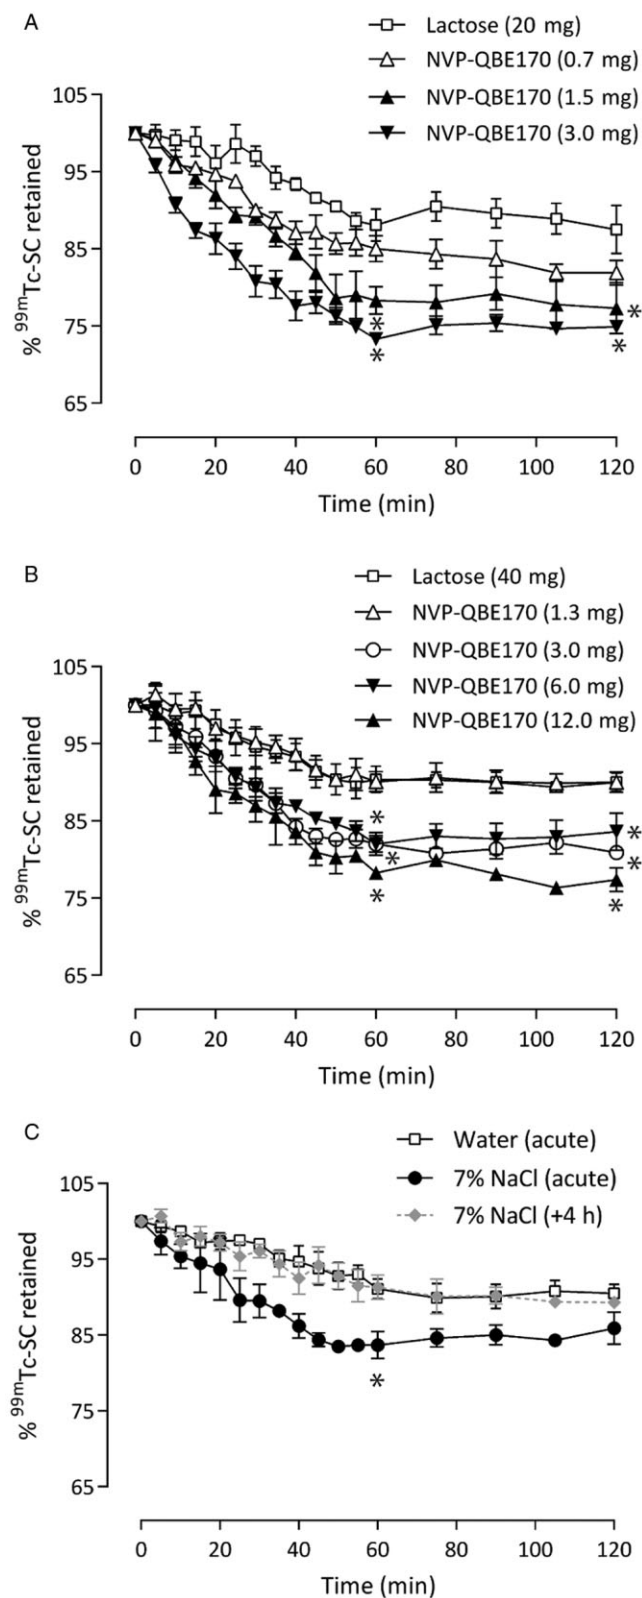 A
Lactose (20 mg)
NVP-QBE170 (0.7 mg)
NVP-QBE170 (1.5 mg)
NVP-QBE170 (3.0 mg)
105
95
85
75
65
% ⁹⁹ᵐTc-SC retained
*
*
*
*
0 20 40 60 80 100 120
Time (min)
B
Lactose (40 mg)
NVP-QBE170 (1.3 mg)
NVP-QBE170 (3.0 mg)
NVP-QBE170 (6.0 mg)
NVP-QBE170 (12.0 mg)
105
95
85
75
65
% ⁹⁹ᵐTc-SC retained
*
*
*
*
*
*
0 20 40 60 80 100 120
Time (min)
C
Water (acute)
7% NaCl (acute)
7% NaCl (+4 h)
105
95
85
75
65
% ⁹⁹ᵐTc-SC retained
*
0 20 40 60 80 100 120
Time (min)